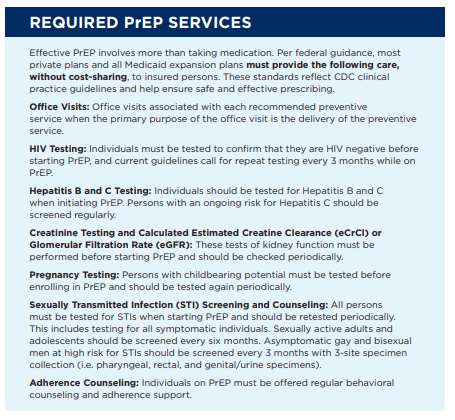 REQUIRED PrEP SERVICES
Effective PrEP involves more than taking medication. Per federal guidance, most
private plans and all Medicaid expansion plans must provide the following care,
without cost-sharing, to insured persons. These standards reflect CDC clinical
practice guidelines and help ensure safe and effective prescribing.
Office Visits: Office visits associated with each recommended preventive
service when the primary purpose of the office visit is the delivery of the preventive
service.
HIV Testing: Individuals must be tested to confirm that they are HIV negative before
starting PrEP, and current guidelines call for repeat testing every 3 months while on
PrEP.
Hepatitis B and C Testing: Individuals should be tested for Hepatitis B and C
when initiating PrEP. Persons with an ongoing risk for Hepatitis C should be
screened regularly.
Creatinine Testing and Calculated Estimated Creatine Clearance (eCrCl) or
Glomerular Filtration Rate (eGFR): These tests of kidney function must be
performed before starting PrEP and should be checked periodically.
Pregnancy Testing: Persons with childbearing potential must be tested before
enrolling in PrEP and should be tested again periodically.
Sexually Transmitted Infection (STI) Screening and Counseling: All persons
must be tested for STIs when starting PrEP and should be retested periodically.
This includes testing for all symptomatic individuals. Sexually active adults and
adolescents should be screened every six months. Asymptomatic gay and bisexual
men at high risk for STIs should be screened every 3 months with 3-site specimen
collection (i.e. pharyngeal, rectal, and genital/urine specimens).
Adherence Counseling: Individuals on PrEP must be offered regular behavioral
counseling and adherence support.